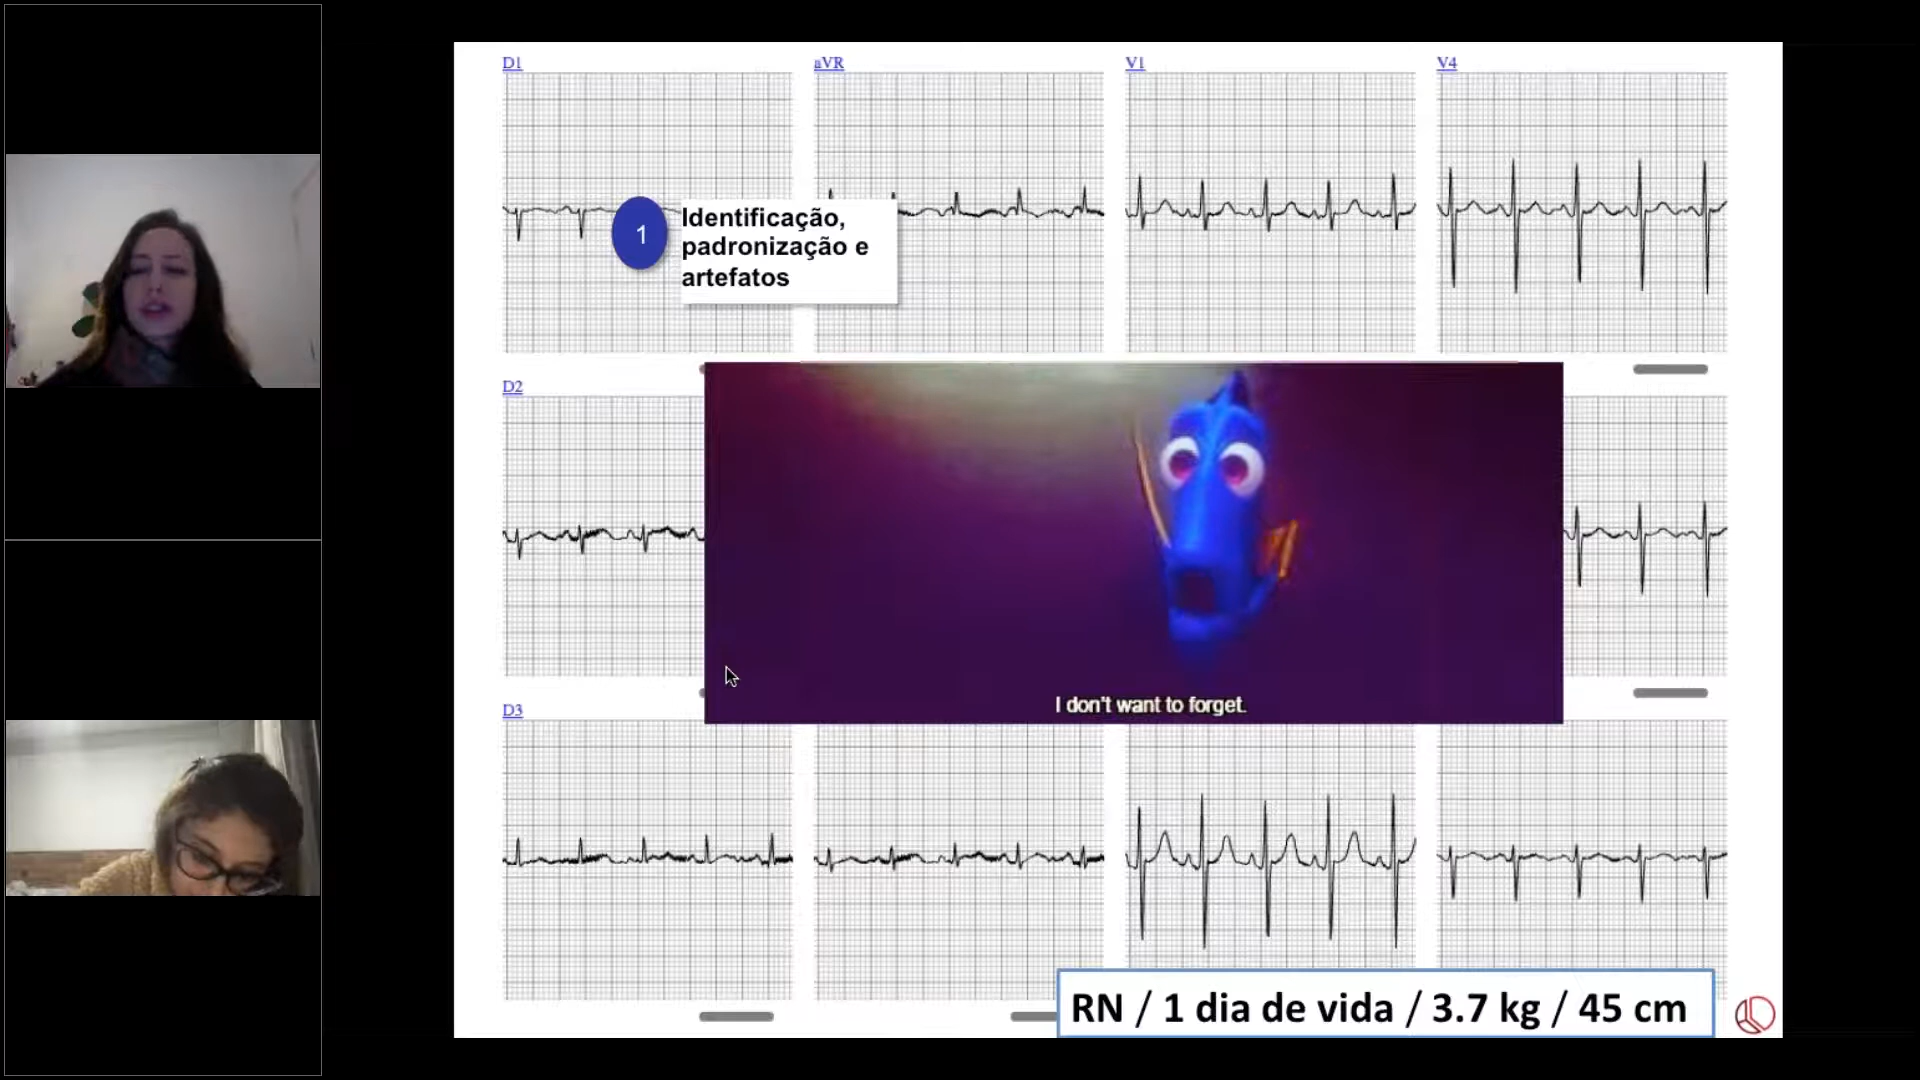 D1
aVR
V1
V4
1
Identificação,
padronização e
artefatos
D2
I don't want to forget.
D3
RN / 1 dia de vida / 3.7 kg / 45 cm